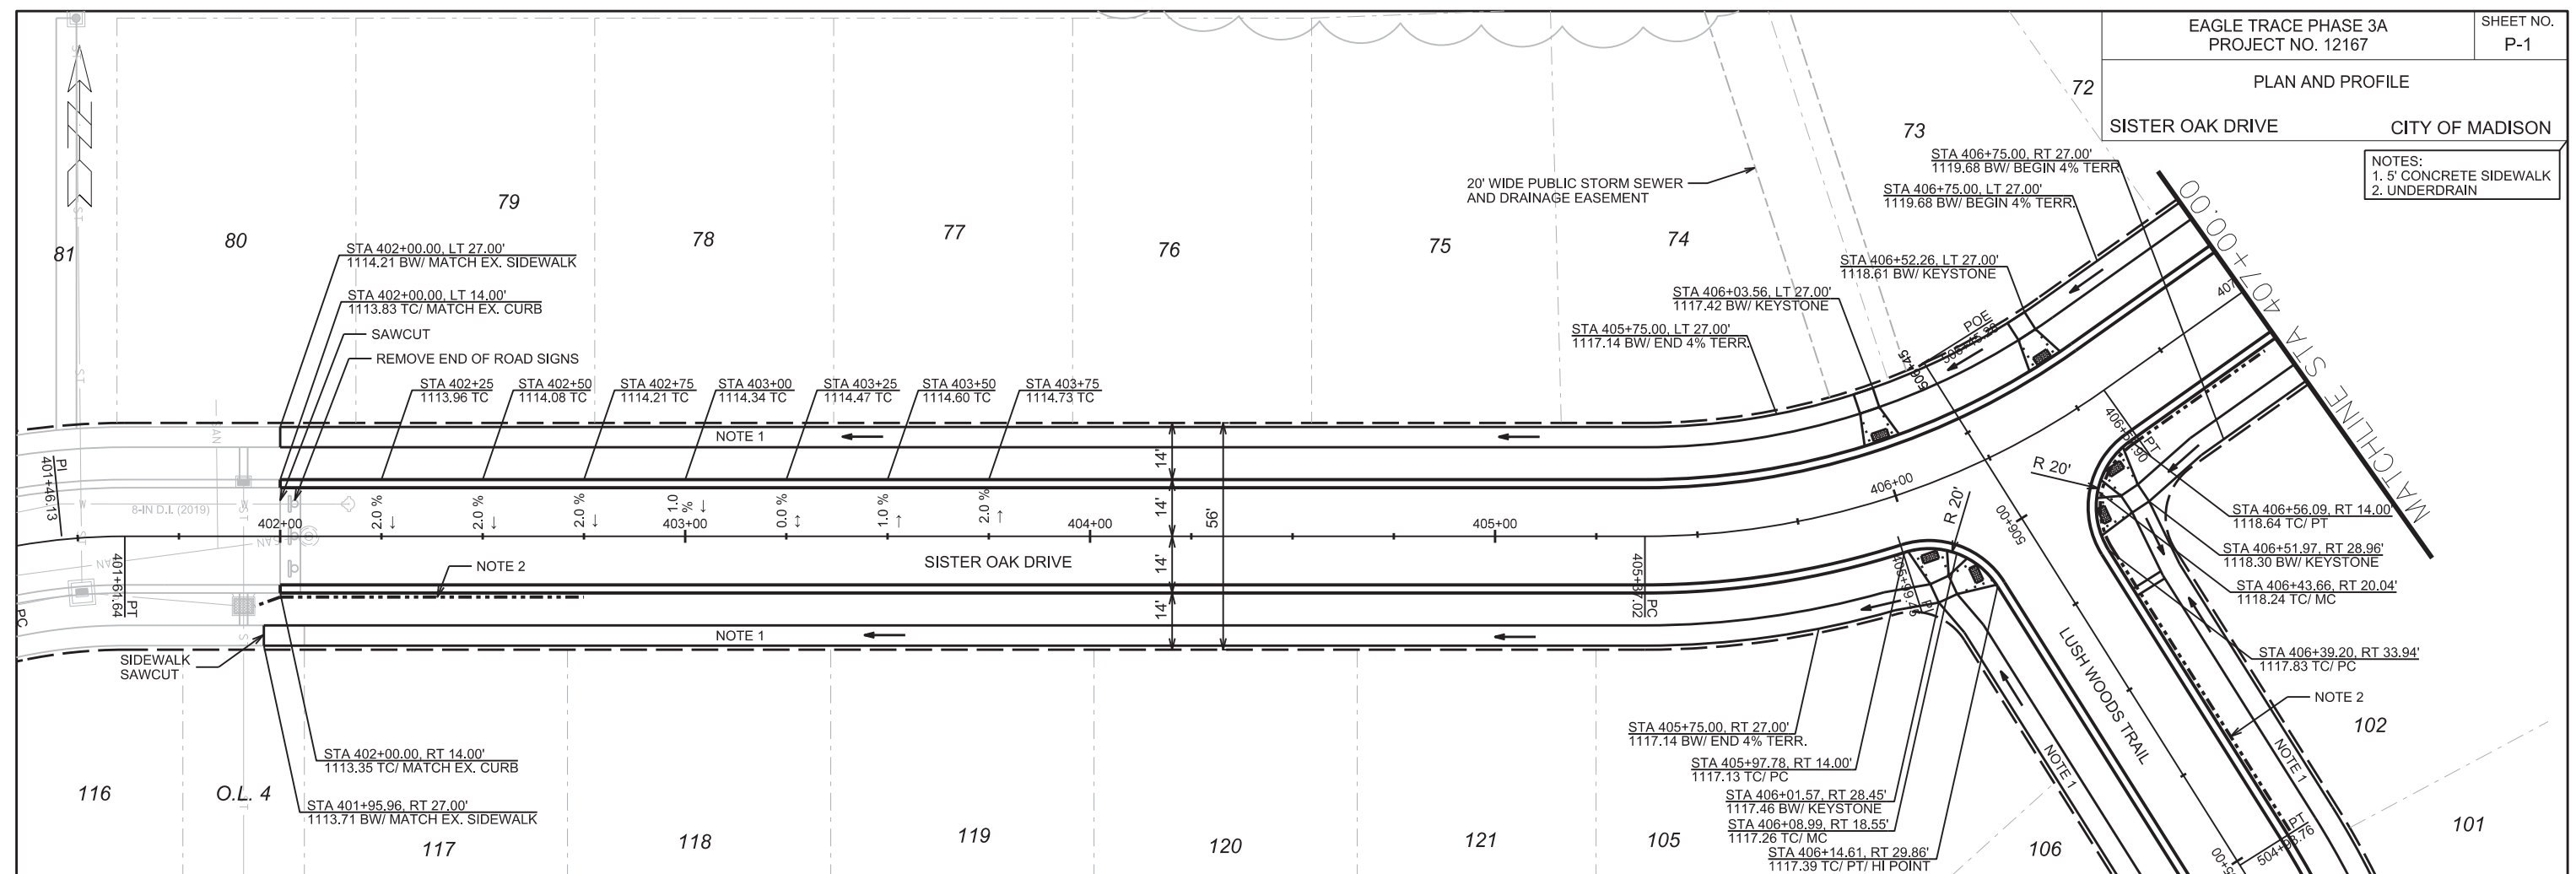 EAGLE TRACE PHASE 3A
PROJECT NO. 12167
SHEET NO.
P-1
PLAN AND PROFILE
SISTER OAK DRIVE
CITY OF MADISON
NOTES:
1. 5' CONCRETE SIDEWALK
2. UNDERDRAIN
72
73
74
75
76
77
78
79
80
81
20' WIDE PUBLIC STORM SEWER
AND DRAINAGE EASEMENT
STA 406+75.00, RT 27.00'
1119.68 BW/ BEGIN 4% TERR
STA 406+75.00, LT 27.00'
1119.68 BW/ BEGIN 4% TERR.
STA 406+52.26, LT 27.00'
1118.61 BW/ KEYSTONE
STA 406+03.56, LT 27.00'
1117.42 BW/ KEYSTONE
STA 405+75.00, LT 27.00'
1117.14 BW/ END 4% TERR.
MATCHLINE STA 407+00.00
STA 402+00.00, LT 27.00'
1114.21 BW/ MATCH EX. SIDEWALK
STA 402+00.00, LT 14.00'
1113.83 TC/ MATCH EX. CURB
SAWCUT
REMOVE END OF ROAD SIGNS
STA 402+25
1113.96 TC
STA 402+50
1114.08 TC
STA 402+75
1114.21 TC
STA 403+00
1114.34 TC
STA 403+25
1114.47 TC
STA 403+50
1114.60 TC
STA 403+75
1114.73 TC
NOTE 1
14'
14'
14'
14'
56'
PI
401+46.13
PT
401+61.64
PC
8-IN D.I. (2019)
W
W
ST
ST
ST
SAN
SAN
SAN
2.0 %
2.0 %
2.0 %
1.0 %
0.0 %
1.0 %
2.0 %
402+00
403+00
404+00
405+00
406+00
407
SISTER OAK DRIVE
NOTE 2
NOTE 1
PC
405+87.02
POE
506+45.28
506+45
506+00
PT
R 20'
R 20'
STA 406+56.09, RT 14.00'
1118.64 TC/ PT
STA 406+51.97, RT 28.96'
1118.30 BW/ KEYSTONE
STA 406+43.66, RT 20.04'
1118.24 TC/ MC
STA 406+39.20, RT 33.94'
1117.83 TC/ PC
NOTE 2
LUSH WOODS TRAIL
NOTE 1
NOTE 1
SIDEWALK
SAWCUT
STA 402+00.00, RT 14.00'
1113.35 TC/ MATCH EX. CURB
STA 401+95.96, RT 27.00'
1113.71 BW/ MATCH EX. SIDEWALK
STA 405+75.00, RT 27.00'
1117.14 BW/ END 4% TERR.
STA 405+97.78, RT 14.00'
1117.13 TC/ PC
STA 406+01.57, RT 28.45'
1117.46 BW/ KEYSTONE
STA 406+08.99, RT 18.55'
1117.26 TC/ MC
STA 406+14.61, RT 29.86'
1117.39 TC/ PT/ HI POINT
116
O.L. 4
117
118
119
120
121
105
106
102
101
PT